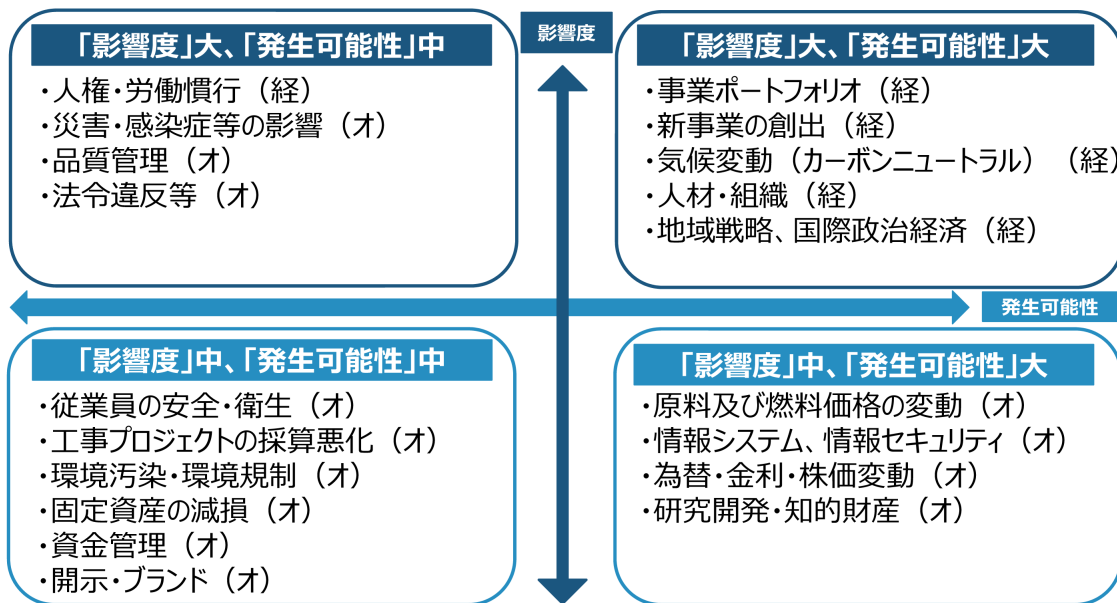 「影響度」大、「発生可能性」中
・人権・労働慣行（経）
・災害・感染症等の影響（オ）
・品質管理（オ）
・法令違反等（オ）
影響度
「影響度」大、「発生可能性」大
・事業ポートフォリオ（経）
・新事業の創出（経）
・気候変動（カーボンニュートラル）（経）
・人材・組織（経）
・地域戦略、国際政治経済（経）
発生可能性
「影響度」中、「発生可能性」中
・従業員の安全・衛生（オ）
・工事プロジェクトの採算悪化（オ）
・環境汚染・環境規制（オ）
・固定資産の減損（オ）
・資金管理（オ）
・開示・ブランド（オ）
「影響度」中、「発生可能性」大
・原料及び燃料価格の変動（オ）
・情報システム、情報セキュリティ（オ）
・為替・金利・株価変動（オ）
・研究開発・知的財産（オ）